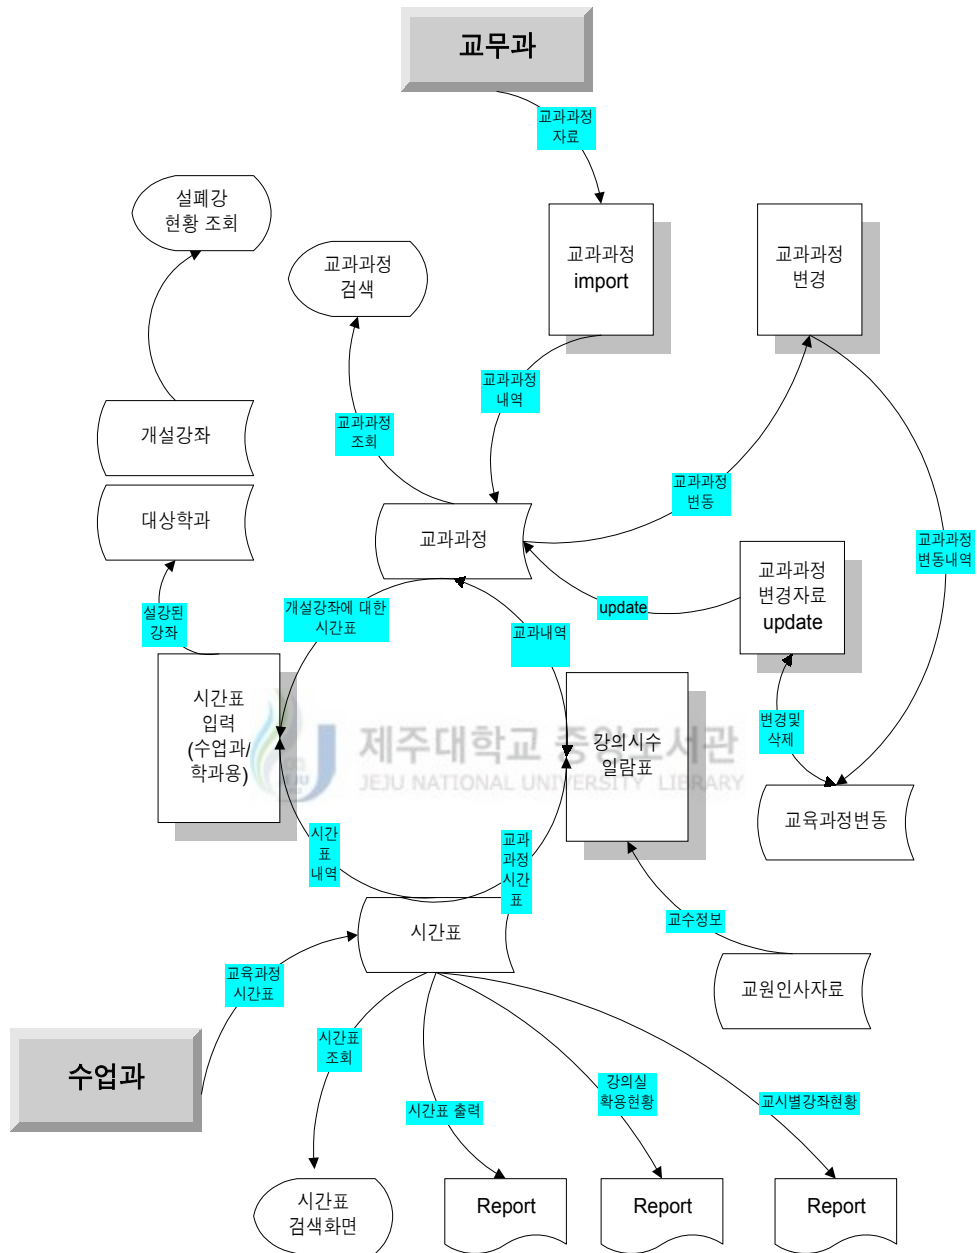 교무과
교과과정
자료
설폐강
현황 조회
교과과정
검색
교과과정
import
교과과정
변경
교과과정
내역
교과과정
조회
개설강좌
대상학과
교과과정
변동
교과과정
교과과정
변동내역
교과과정
변경자료
update
update
설강된
강좌
개설강좌에 대한
시간표
교과내역
시간표
입력
(수업과/
학과용)
강의시수
일람표
변경및
삭제
제주대학교 중앙도서관
JEJU NATIONAL UNIVERSITY LIBRARY
교육과정변동
시간
표
내역
교과
과정
시간
표
시간표
교수정보
교원인사자료
교육과정
시간표
수업과
시간표
조회
시간표 출력
강의실
확용현황
교시별강좌현황
시간표
검색화면
Report
Report
Report